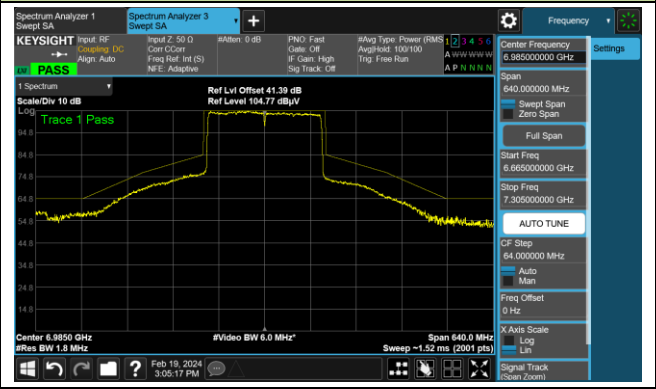 Spectrum Analyzer 1
Swept SA
Spectrum Analyzer 3
Swept SA
Frequency
KEYSIGHT
Input: RF
Coupling: DC
Align: Auto
Input Z: 50 Ω
Corr CCorr
Freq Ref: Int (S)
NFE: Adaptive
#Atten: 0 dB
PNO: Fast
Gate: Off
IF Gain: High
Sig Track: Off
#Avg Type: Power (RMS
Avg|Hold: 100/100
Trig: Free Run
1 2 3 4 5 6
A W W W W W
A P N N N N
PASS
1 Spectrum
Scale/Div 10 dB
Log
Ref Lvl Offset 41.39 dB
Ref Level 104.77 dBµV
Trace 1 Pass
94.8
84.8
74.8
64.8
54.8
44.8
34.8
24.8
14.8
Center 6.9850 GHz
#Res BW 1.8 MHz
#Video BW 6.0 MHz*
Span 640.0 MHz
Sweep ~1.52 ms (2001 pts)
Center Frequency
6.985000000 GHz
Settings
Span
640.000000 MHz
Swept Span
Zero Span
Full Span
Start Freq
6.665000000 GHz
Stop Freq
7.305000000 GHz
AUTO TUNE
CF Step
64.000000 MHz
Auto
Man
Freq Offset
0 Hz
X Axis Scale
Log
Lin
Signal Track
(Span Zoom)
Feb 19, 2024
3:05:17 PM